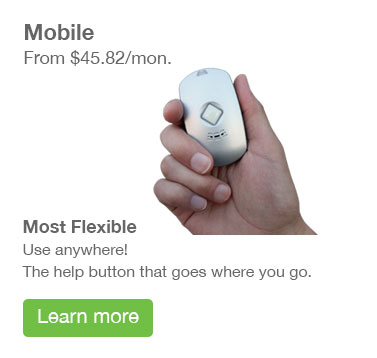 Mobile
From $45.82/mon.
Most Flexible
Use anywhere!
The help button that goes where you go.
Learn more